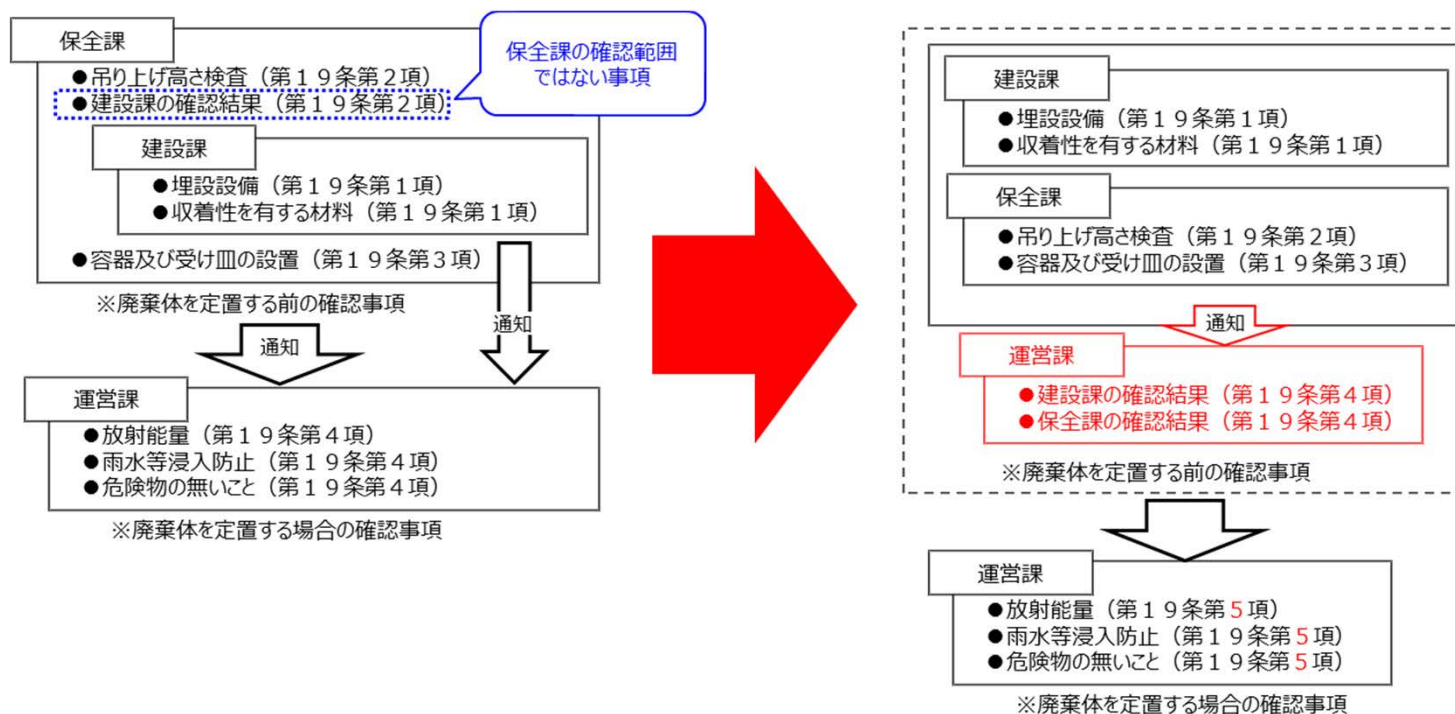 保全課
●吊り上げ高さ検査（第１９条第２項）
●建設課の確認結果（第１９条第２項）
保全課の確認範囲
ではない事項
建設課
●埋設設備（第１９条第１項）
●収着性を有する材料（第１９条第１項）
●容器及び受け皿の設置（第１９条第３項）
※廃棄体を定置する前の確認事項
通知
通知
運営課
●放射能量（第１９条第４項）
●雨水等浸入防止（第１９条第４項）
●危険物の無いこと（第１９条第４項）
※廃棄体を定置する場合の確認事項
建設課
●埋設設備（第１９条第１項）
●収着性を有する材料（第１９条第１項）
保全課
●吊り上げ高さ検査（第１９条第２項）
●容器及び受け皿の設置（第１９条第３項）
通知
運営課
●建設課の確認結果（第１９条第４項）
●保全課の確認結果（第１９条第４項）
※廃棄体を定置する前の確認事項
運営課
●放射能量（第１９条第５項）
●雨水等浸入防止（第１９条第５項）
●危険物の無いこと（第１９条第５項）
※廃棄体を定置する場合の確認事項